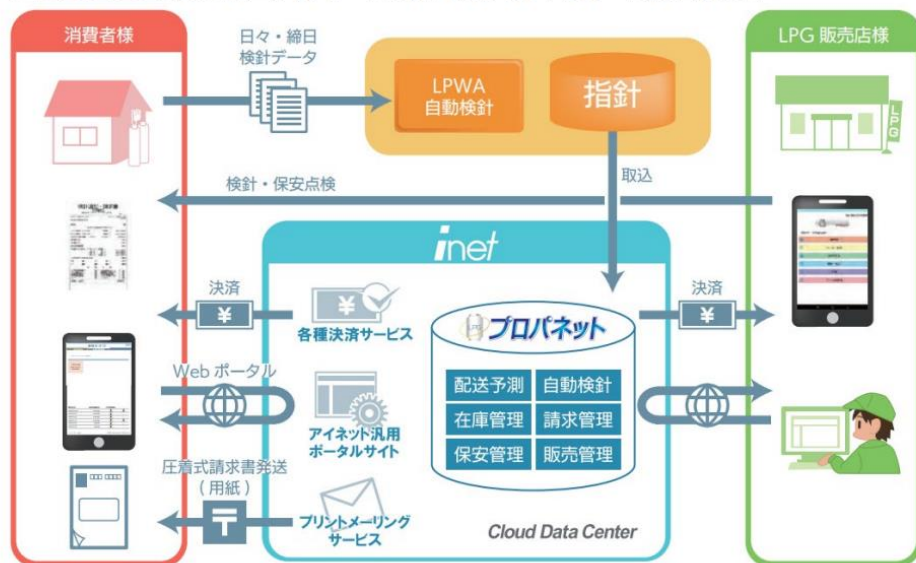 消費者様
日々・締日
検針データ
LPWA
自動検針
指針
LPG 販売店様
LPG
取込
検針・保安点検
inet
決済
¥
¥
各種決済サービス
LPG
プロパネット
決済
¥
配送予測
自動検針
在庫管理
請求管理
保安管理
販売管理
Web ポータル
アイネット汎用
ポータルサイト
圧着式請求書発送
(用紙)
〒
プリントメーリング
サービス
Cloud Data Center